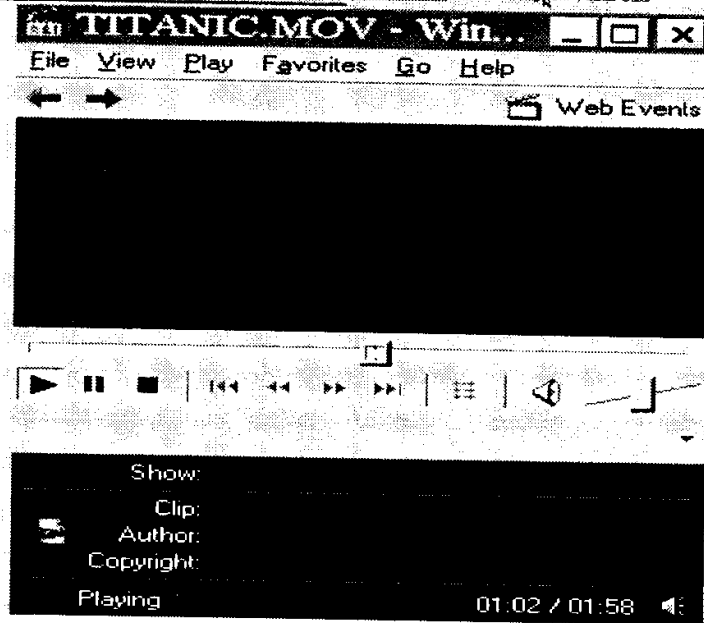 TITANIC.MOV - Win...
File View Play Favorites Go Help
Web Events
Show:
Clip:
Author:
Copyright:
Playing 01:02 / 01:58